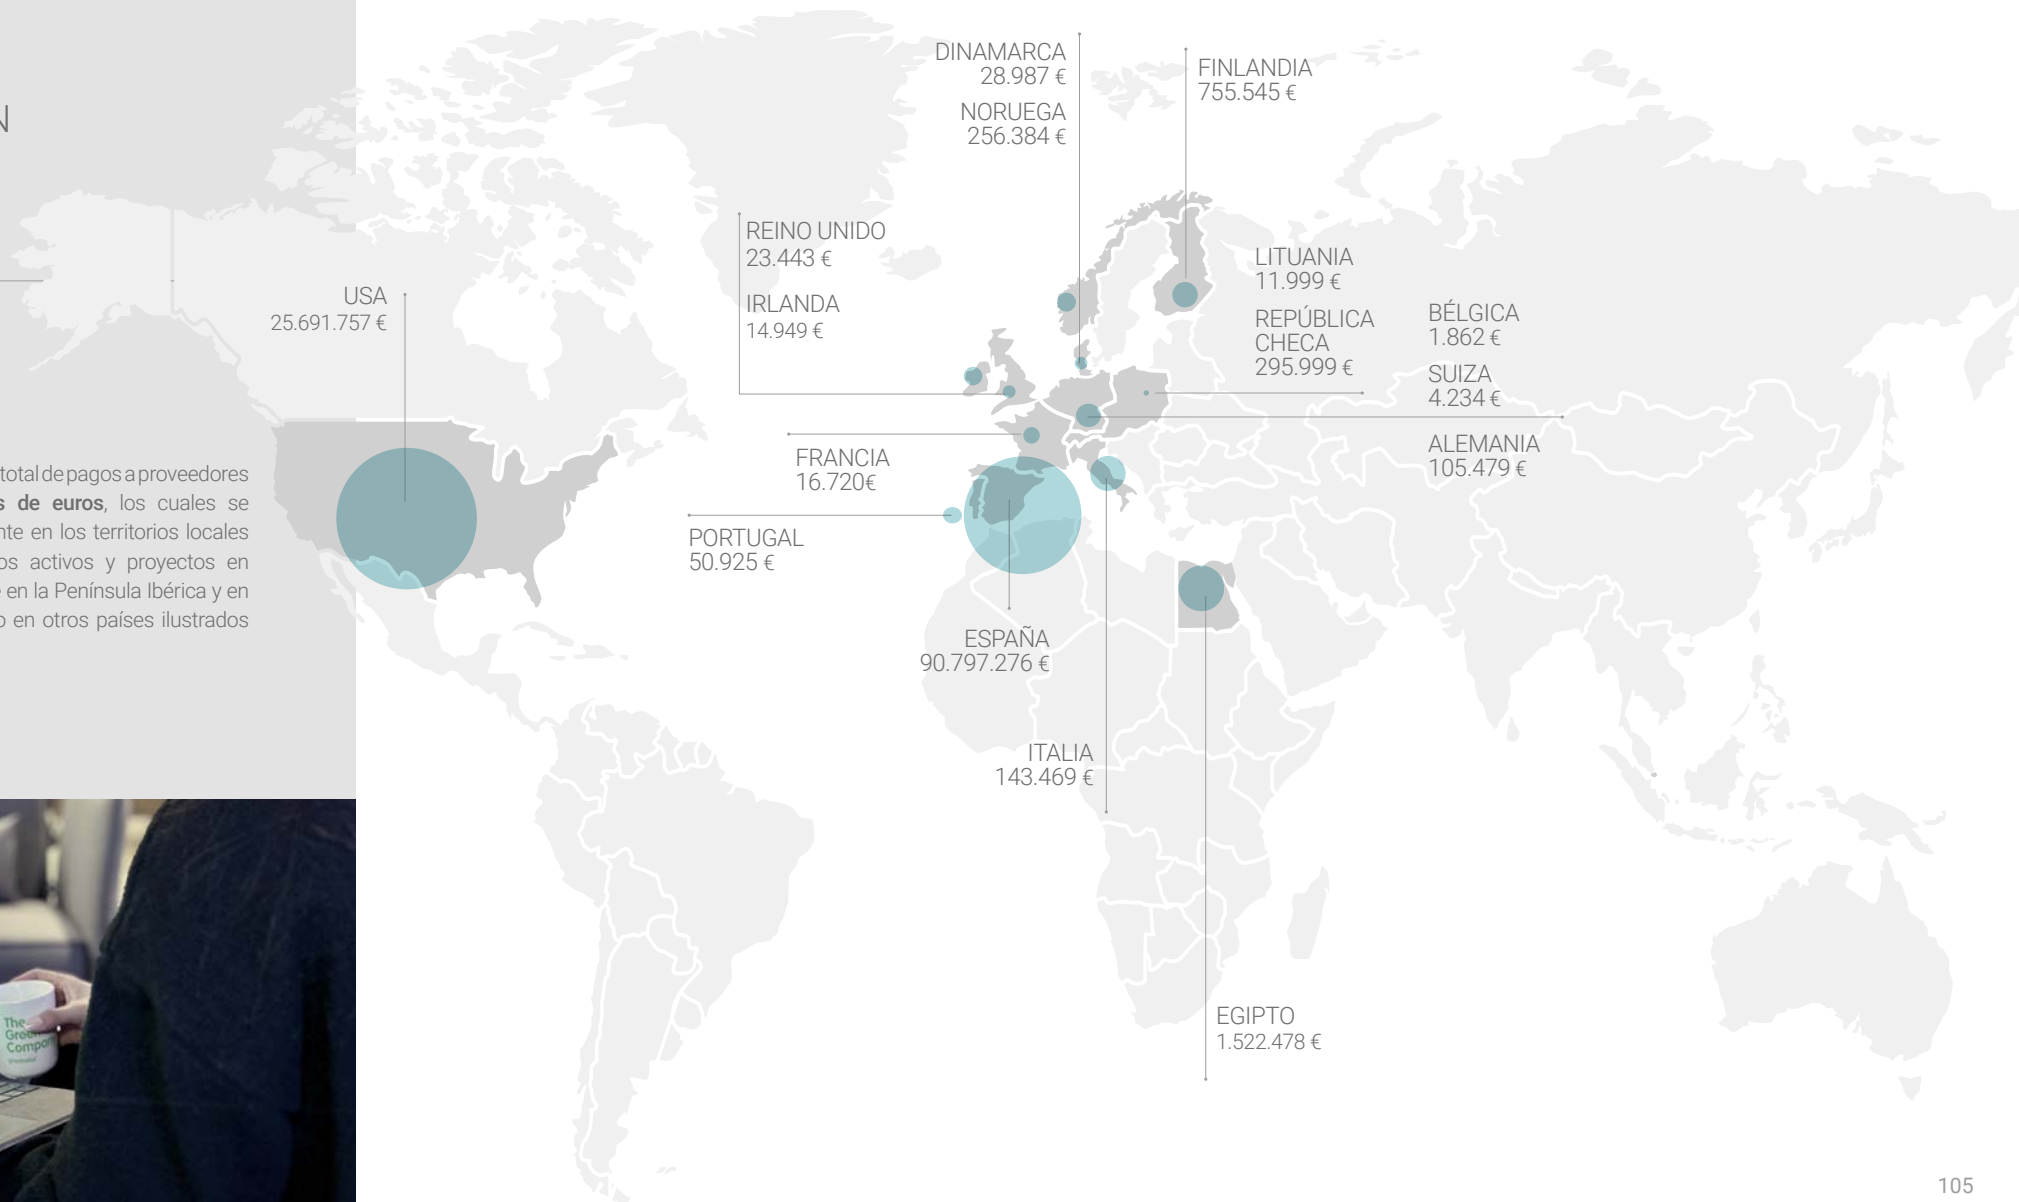 N
total de pagos a proveedores
s de euros, los cuales se
nte en los territorios locales
os activos y proyectos en
e en la Península Ibérica y en
o en otros países ilustrados
The
Green
Company
USA
25.691.757 €
DINAMARCA
28.987 €
NORUEGA
256.384 €
FINLANDIA
755.545 €
REINO UNIDO
23.443 €
IRLANDA
14.949 €
LITUANIA
11.999 €
REPÚBLICA
CHECA
295.999 €
BÉLGICA
1.862 €
SUIZA
4.234 €
ALEMANIA
105.479 €
FRANCIA
16.720€
PORTUGAL
50.925 €
ESPAÑA
90.797.276 €
ITALIA
143.469 €
EGIPTO
1.522.478 €
105